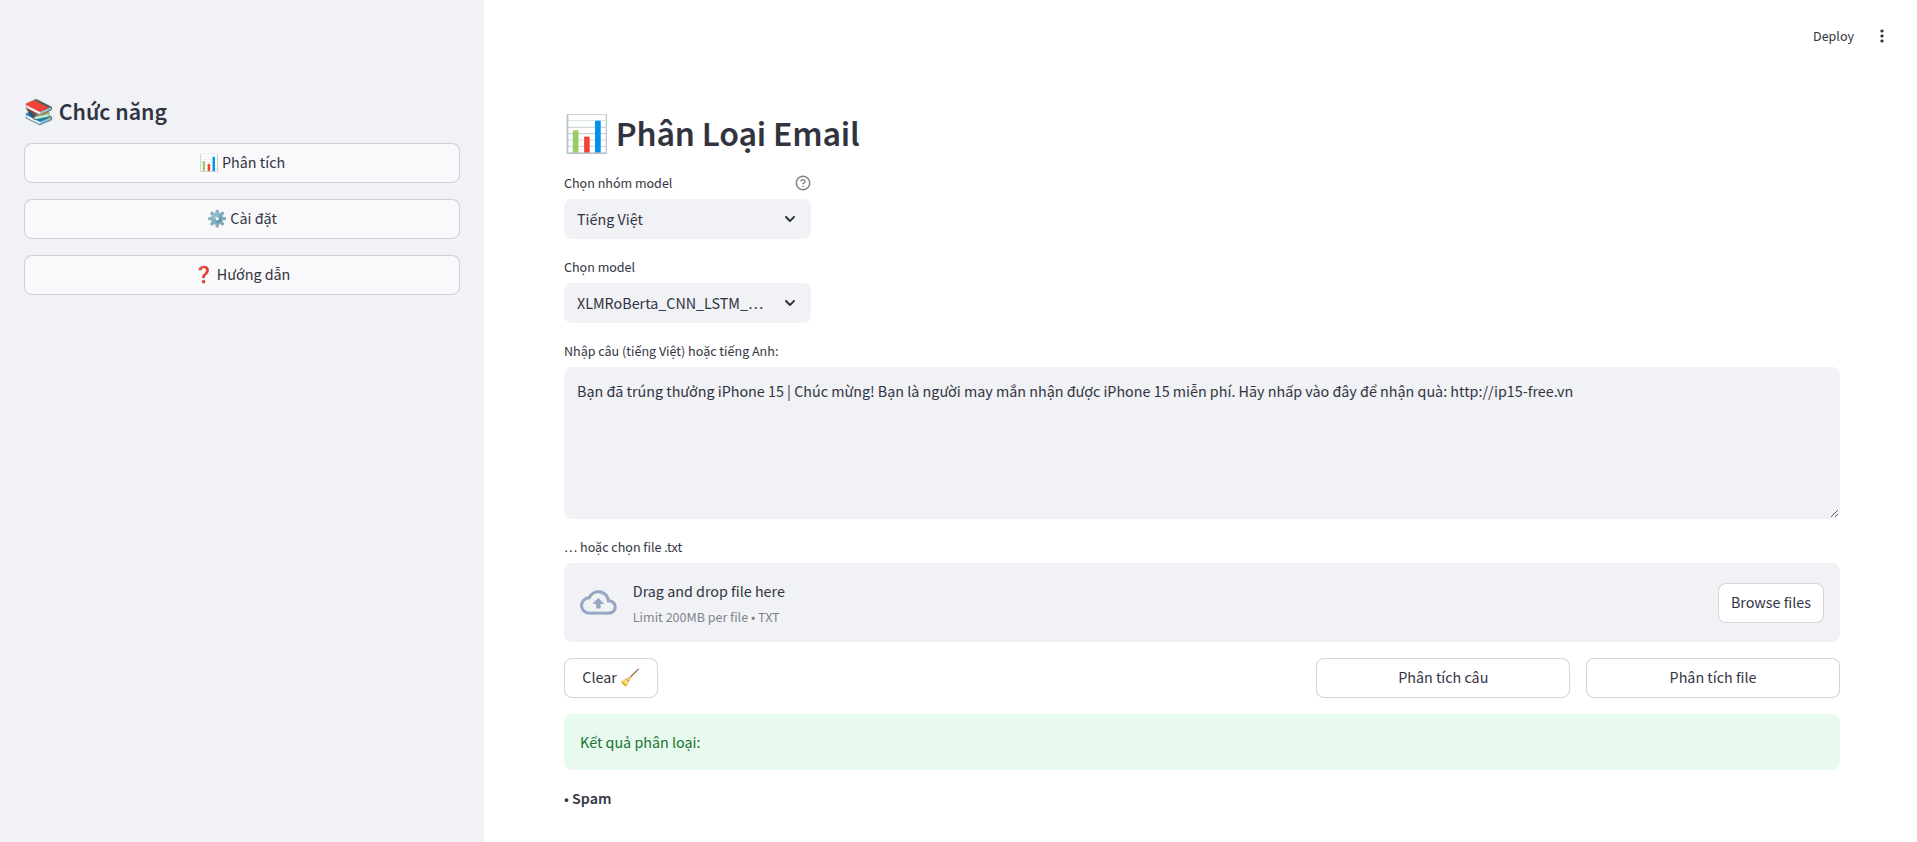 Deploy
📚 Chức năng
📊 Phân tích
⚙️ Cài đặt
❓ Hướng dẫn
📊 Phân Loại Email
Chọn nhóm model
Tiếng Việt
Chọn model
XLMRoBerta_CNN_LSTM_...
Nhập câu (tiếng Việt) hoặc tiếng Anh:
Bạn đã trúng thưởng iPhone 15 | Chúc mừng! Bạn là người may mắn nhận được iPhone 15 miễn phí. Hãy nhấp vào đây để nhận quà: http://ip15-free.vn
... hoặc chọn file .txt
Drag and drop file here
Limit 200MB per file • TXT
Browse files
Clear 🧹
Phân tích câu
Phân tích file
Kết quả phân loại:
• Spam